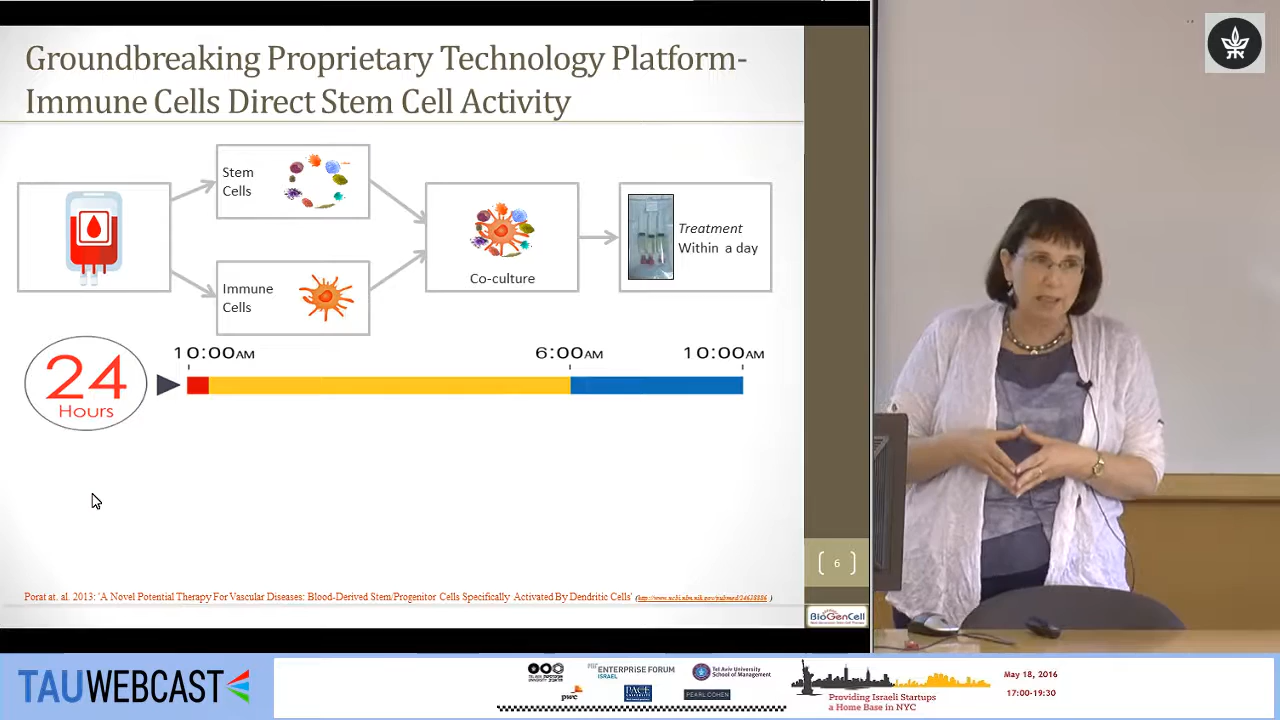 Groundbreaking Proprietary Technology Platform-
Immune Cells Direct Stem Cell Activity
Stem
Cells
Immune
Cells
Co-culture
Treatment
Within a day
24
Hours
10:00AM
6:00AM
10:00AM
6
Porat at. al. 2013: 'A Novel Potential Therapy For Vascular Diseases: Blood-Derived Stem/Progenitor Cells Specifically Activated By Dendritic Cells'
BioGenCell
TAUWEBCAST
ENTERPRISE FORUM
ISRAEL
Tel Aviv University
School of Management
pwc
PACE
PEARL COHEN
Providing Israeli Startups
a Home Base in NYC
May 18, 2016
17:00-19:30